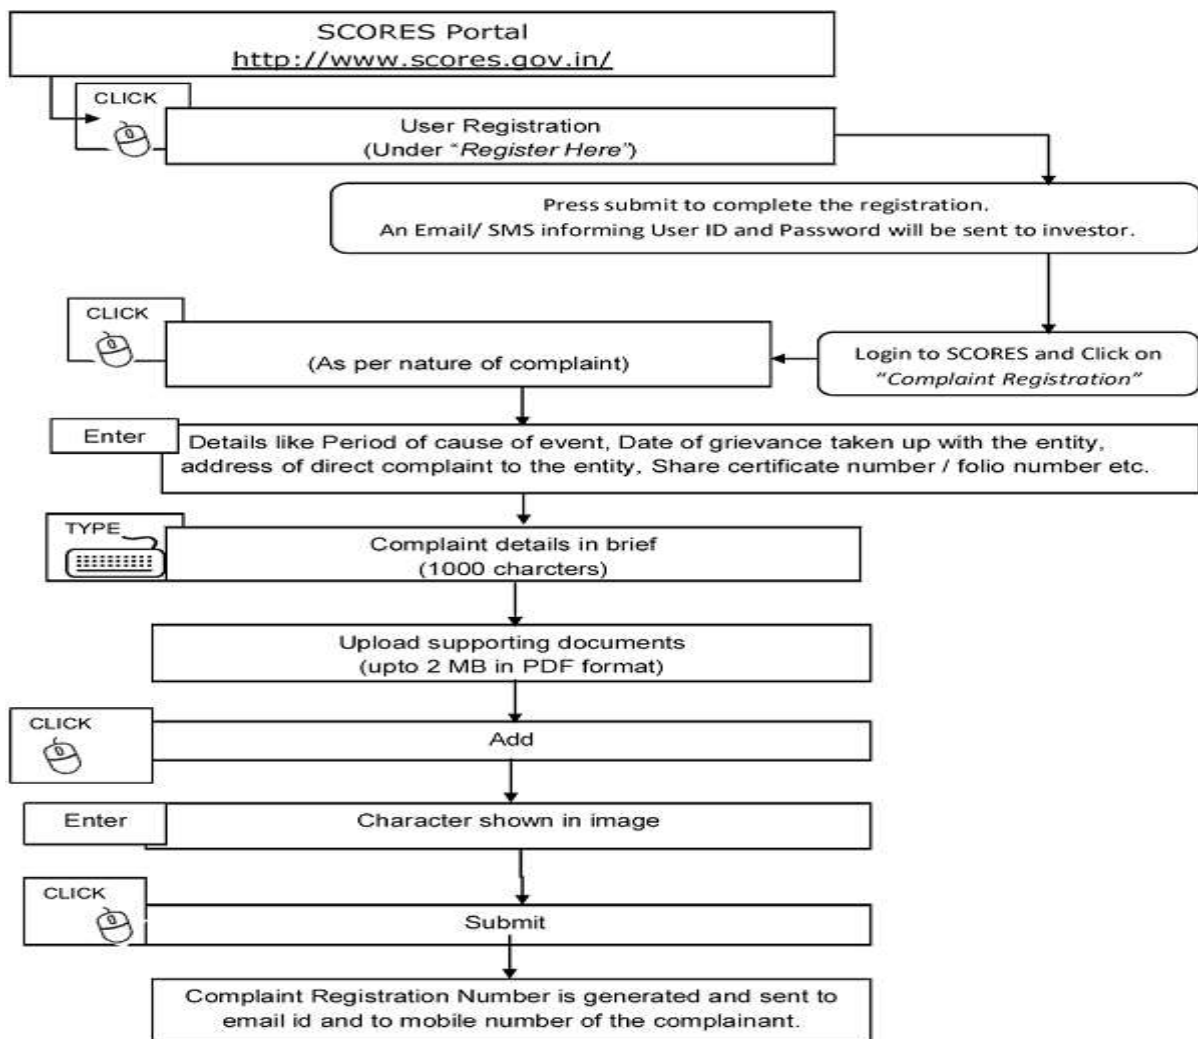 SCORES Portal
http://www.scores.gov.in/
CLICK
User Registration
(Under “Register Here”)
Press submit to complete the registration.
An Email/ SMS informing User ID and Password will be sent to investor.
CLICK
(As per nature of complaint)
Login to SCORES and Click on
“Complaint Registration”
Enter
Details like Period of cause of event, Date of grievance taken up with the entity,
address of direct complaint to the entity, Share certificate number / folio number etc.
TYPE
Complaint details in brief
(1000 charcters)
Upload supporting documents
(upto 2 MB in PDF format)
CLICK
Add
Enter
Character shown in image
CLICK
Submit
Complaint Registration Number is generated and sent to
email id and to mobile number of the complainant.